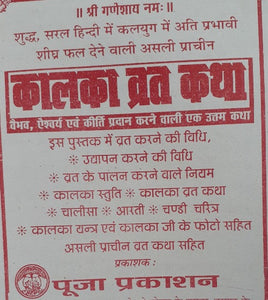 ॥ श्री गणेशाय नमः ॥
शुद्ध, सरल हिन्दी में कलयुग में अति प्रभावी
शीघ्र फल देने वाली असली प्राचीन
कालका व्रत कथा
वैभव, ऐश्वर्य एवं कीर्ति प्रदान करने वाली एक उत्तम कथा
इस पुस्तक में व्रत करने की विधि,
* उद्यापन करने की विधि
* व्रत के पालन करने वाले नियम
* कालका स्तुति * कालका व्रत कथा
* चालीसा * आरती * चण्डी चरित्र
* कालका यन्त्र एवं कालका जी के फोटो सहित
असली प्राचीन व्रत कथा सहित
प्रकाशक :
पूजा प्रकाशन